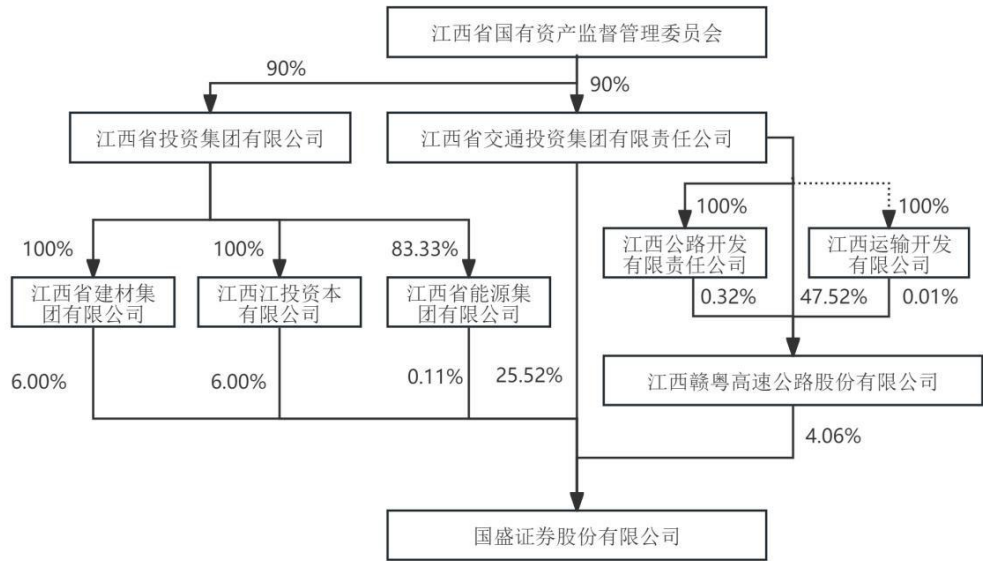 江西省国有资产监督管理委员会
90%
90%
江西省投资集团有限公司
江西省交通投资集团有限责任公司
100%
100%
83.33%
100%
100%
江西省建材集
团有限公司
江西江投资本
有限公司
江西省能源集
团有限公司
江西公路开发
有限责任公司
江西运输开发
有限公司
0.32%
47.52%
0.01%
6.00%
6.00%
0.11%
25.52%
江西赣粤高速公路股份有限公司
4.06%
国盛证券股份有限公司